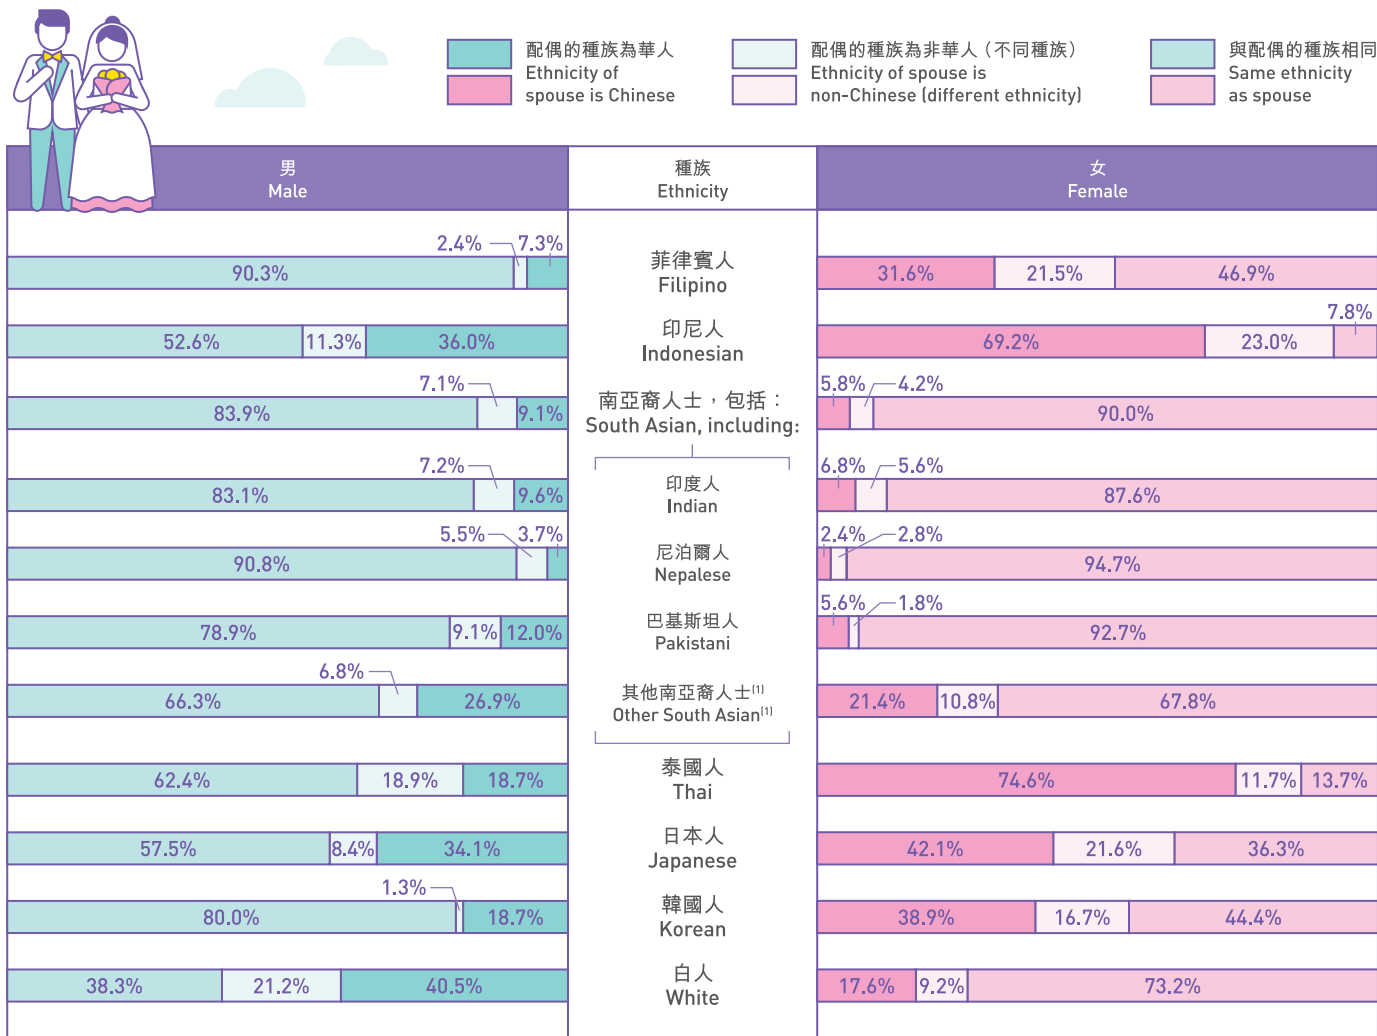 配偶的種族為華人
Ethnicity of
spouse is Chinese
配偶的種族為非華人（不同種族）
Ethnicity of spouse is
non-Chinese (different ethnicity)
與配偶的種族相同
Same ethnicity
as spouse
男
Male
種族
Ethnicity
女
Female
2.4% 7.3%
90.3%
菲律賓人
Filipino
31.6% 21.5% 46.9%
7.8%
52.6% 11.3% 36.0%
印尼人
Indonesian
69.2% 23.0%
7.1%
83.9% 9.1%
南亞裔人士，包括：
South Asian, including:
5.8% 4.2%
90.0%
7.2%
83.1% 9.6%
印度人
Indian
6.8% 5.6%
87.6%
5.5% 3.7%
90.8%
尼泊爾人
Nepalese
2.4% 2.8%
94.7%
78.9% 9.1% 12.0%
巴基斯坦人
Pakistani
5.6% 1.8%
92.7%
6.8%
66.3% 26.9%
其他南亞裔人士(1)
Other South Asian(1)
21.4% 10.8% 67.8%
62.4% 18.9% 18.7%
泰國人
Thai
74.6% 11.7% 13.7%
57.5% 8.4% 34.1%
日本人
Japanese
42.1% 21.6% 36.3%
1.3%
80.0% 18.7%
韓國人
Korean
38.9% 16.7% 44.4%
38.3% 21.2% 40.5%
白人
White
17.6% 9.2% 73.2%